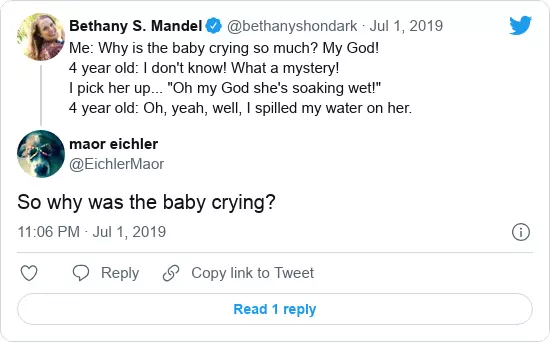 Bethany S. Mandel @bethanyshondark · Jul 1, 2019
Me: Why is the baby crying so much? My God!
4 year old: I don't know! What a mystery!
I pick her up... "Oh my God she's soaking wet!"
4 year old: Oh, yeah, well, I spilled my water on her.
maor eichler
@EichlerMaor
So why was the baby crying?
11:06 PM · Jul 1, 2019
Reply Copy link to Tweet
Read 1 reply